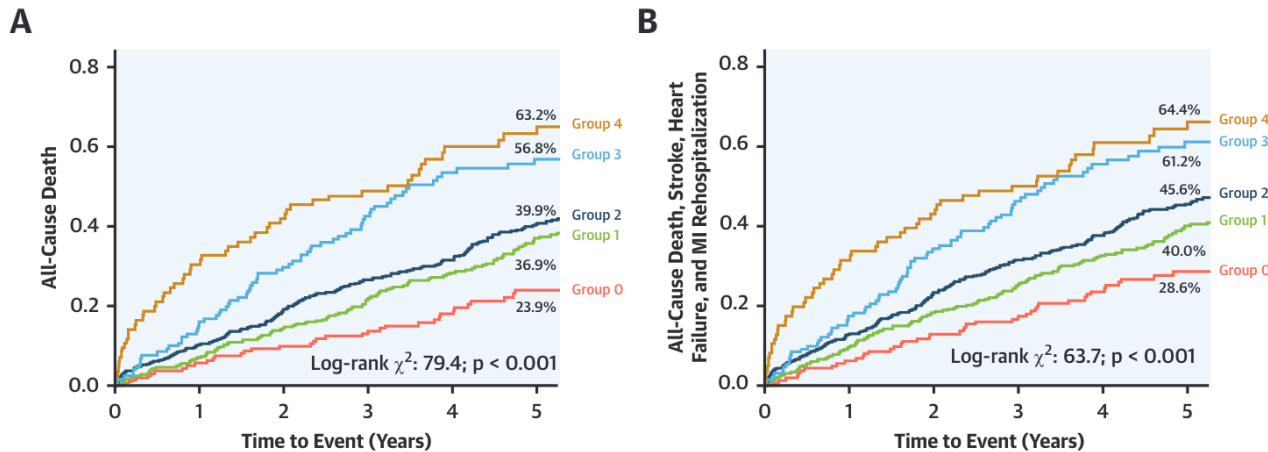 A
All-Cause Death
0.8
0.6
0.4
0.2
0.0
63.2%
Group 4
56.8%
Group 3
39.9%
Group 2
Group 1
36.9%
Group 0
23.9%
Log-rank χ²: 79.4; p < 0.001
0 1 2 3 4 5
Time to Event (Years)
B
All-Cause Death, Stroke, Heart
Failure, and MI Rehospitalization
0.8
0.6
0.4
0.2
0.0
64.4%
Group 4
Group 3
61.2%
45.6%
Group 2
Group 1
40.0%
Group 0
28.6%
Log-rank χ²: 63.7; p < 0.001
0 1 2 3 4 5
Time to Event (Years)